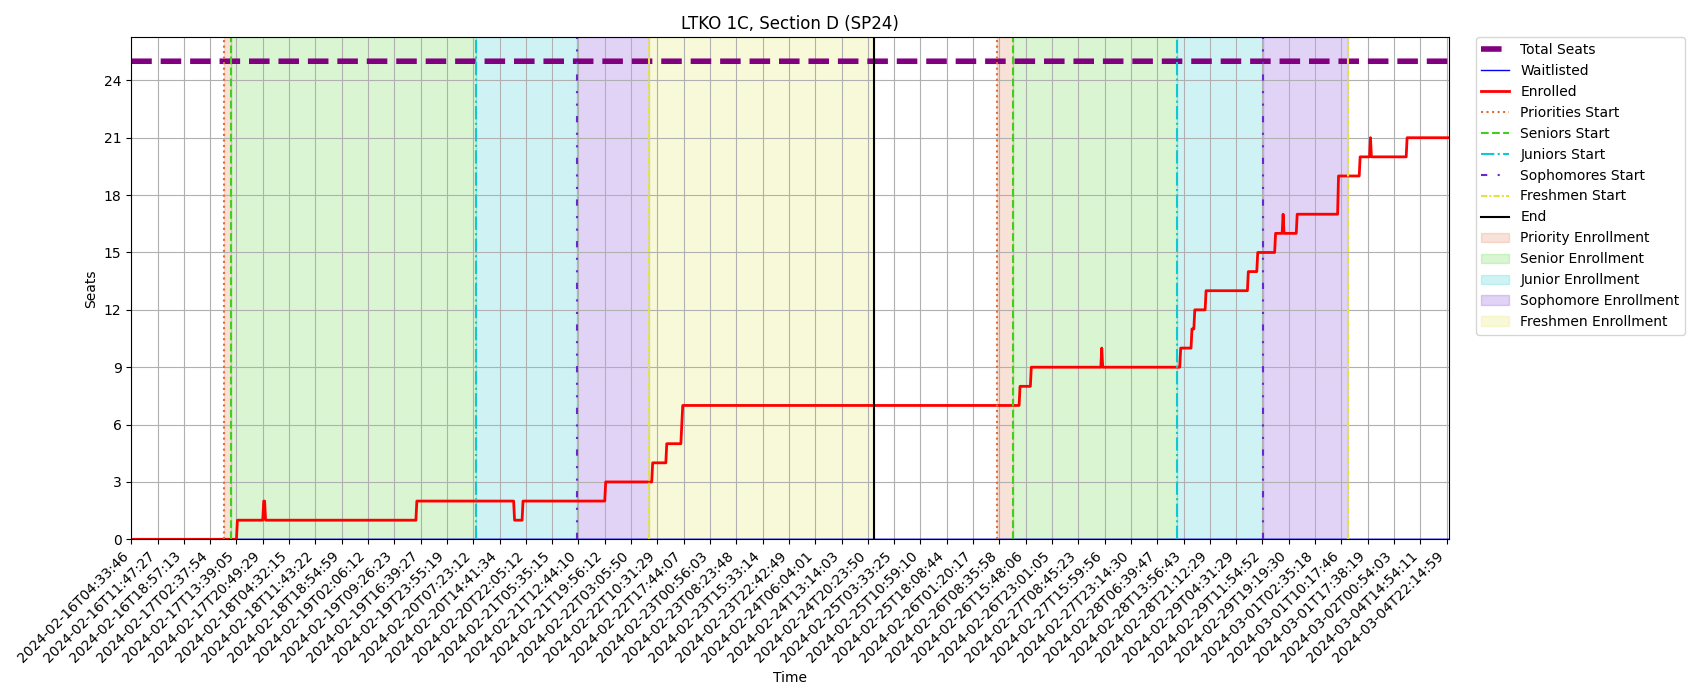 LTKO 1C, Section D (SP24)
Total Seats
Waitlisted
Enrolled
Priorities Start
Seniors Start
Juniors Start
Sophomores Start
Freshmen Start
End
Priority Enrollment
Senior Enrollment
Junior Enrollment
Sophomore Enrollment
Freshmen Enrollment
Seats
24
21
18
15
12
9
6
3
0
2024-02-16T04:33:46
2024-02-16T11:47:27
2024-02-16T18:57:13
2024-02-17T02:37:54
2024-02-17T13:39:05
2024-02-17T20:49:29
2024-02-18T04:32:15
2024-02-18T11:43:22
2024-02-18T18:54:59
2024-02-19T02:06:12
2024-02-19T09:26:23
2024-02-19T16:39:27
2024-02-19T23:55:19
2024-02-20T07:23:12
2024-02-20T14:41:34
2024-02-20T22:05:12
2024-02-21T05:35:15
2024-02-21T12:44:10
2024-02-21T19:56:12
2024-02-22T03:05:50
2024-02-22T10:31:29
2024-02-22T17:44:07
2024-02-23T00:56:03
2024-02-23T08:23:48
2024-02-23T15:33:14
2024-02-23T22:42:49
2024-02-24T06:04:01
2024-02-24T13:14:03
2024-02-24T20:23:50
2024-02-25T03:33:25
2024-02-25T10:59:10
2024-02-25T18:08:44
2024-02-26T01:20:17
2024-02-26T08:35:58
2024-02-26T15:48:06
2024-02-26T23:01:05
2024-02-27T08:45:23
2024-02-27T15:59:56
2024-02-27T23:14:30
2024-02-28T06:39:47
2024-02-28T13:56:43
2024-02-28T21:12:29
2024-02-29T04:31:29
2024-02-29T11:54:52
2024-02-29T19:19:30
2024-03-01T02:35:18
2024-03-01T10:17:46
2024-03-01T17:38:19
2024-03-02T00:54:03
2024-03-04T14:54:11
2024-03-04T22:14:59
Time